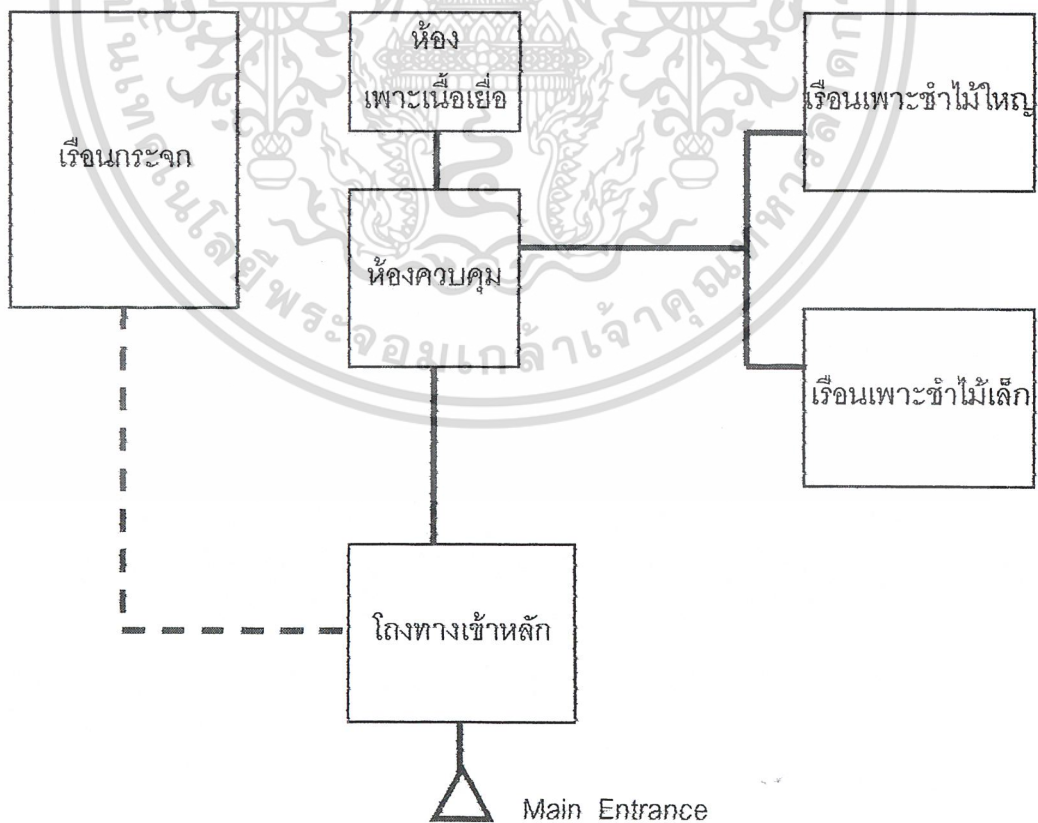 ห้อง
เพาะเนื้อเยื่อ
เรือนเพาะชำไม้ใหญ่
เรือนกระจก
ห้องควบคุม
เรือนเพาะชำไม้เล็ก
โถงทางเข้าหลัก
Main Entrance